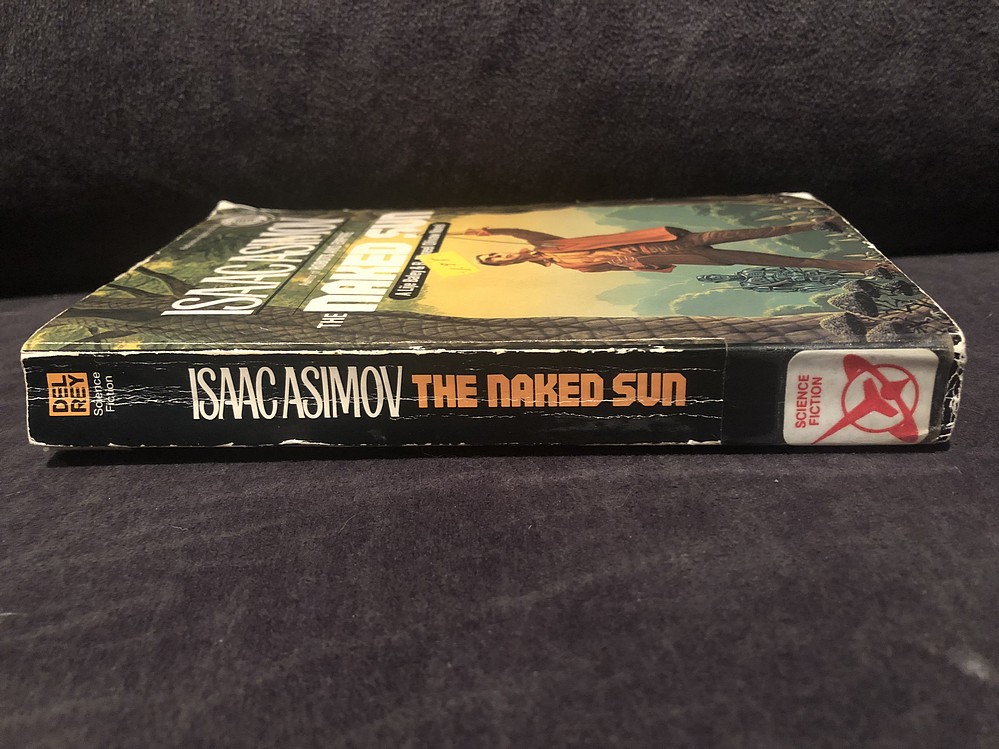 ISAAC ASIMOV
THE
NAKED SUN
DEL
REY
Science
Fiction
ISAAC ASIMOV THE NAKED SUN
SCIENCE
FICTION